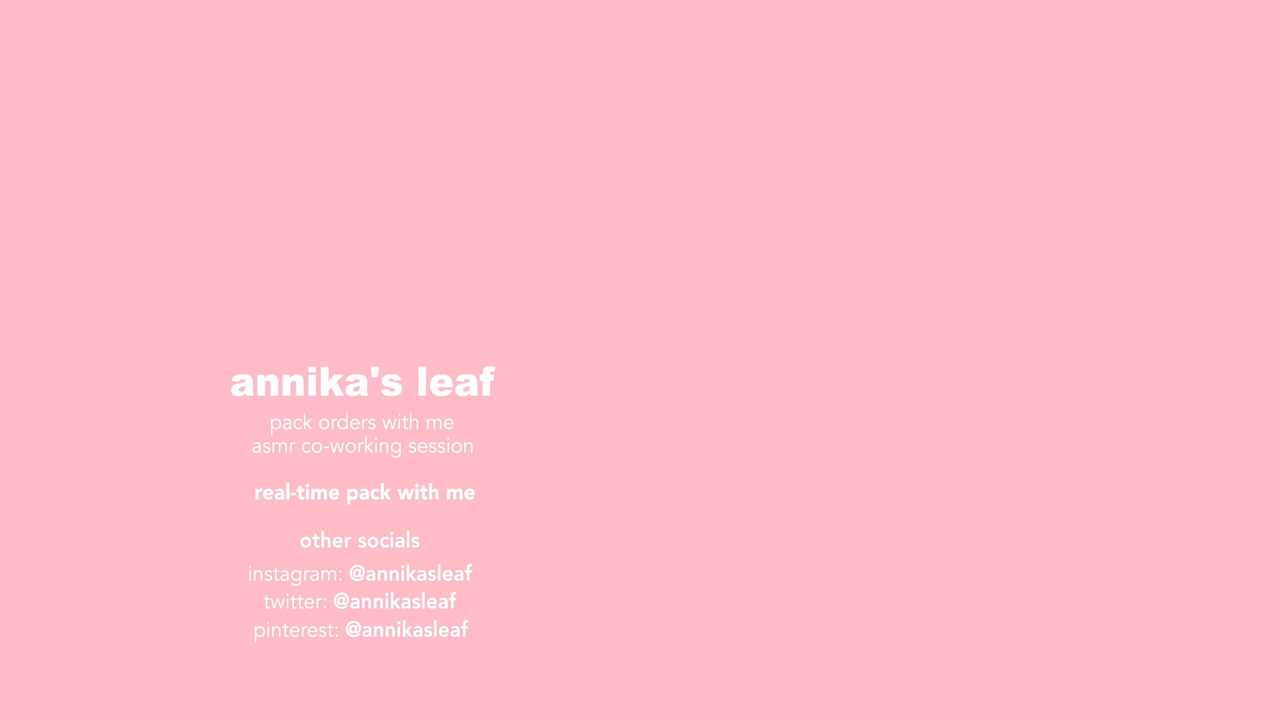 annika's leaf
pack orders with me
asmr co-working session
real-time pack with me
other socials
instagram: @annikasleaf
twitter: @annikasleaf
pinterest: @annikasleaf